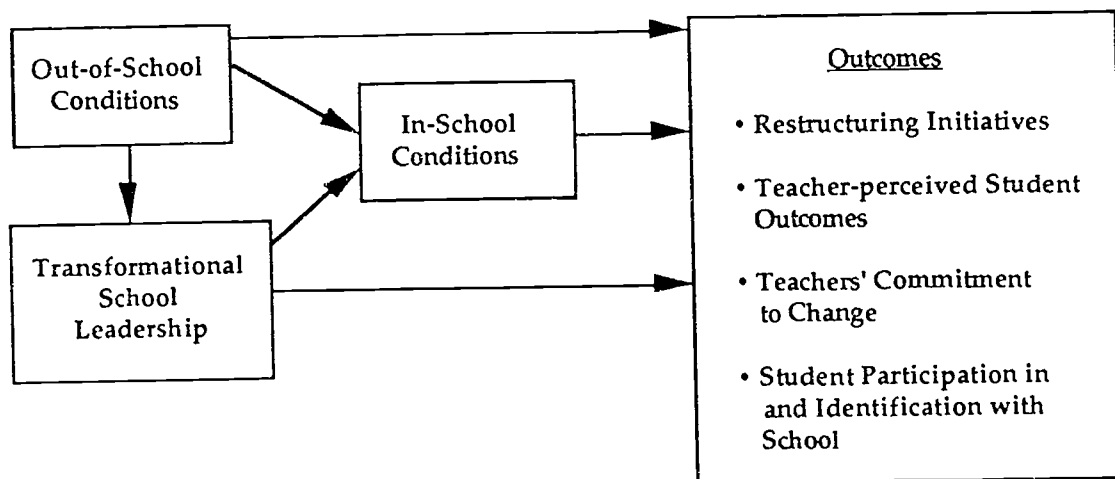 Out-of-School
Conditions
In-School
Conditions
Transformational
School
Leadership
Outcomes
• Restructuring Initiatives
• Teacher-perceived Student
Outcomes
• Teachers' Commitment
to Change
• Student Participation in
and Identification with
School